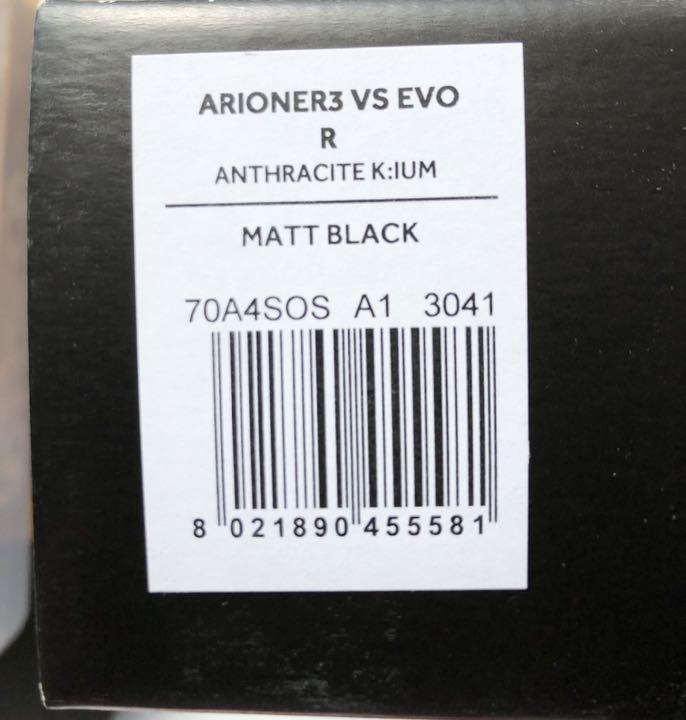 ARIONER3 VS EVO
R
ANTHRACITE K:IUM
MATT BLACK
70A4SOS A1 3041
8 021890 455581